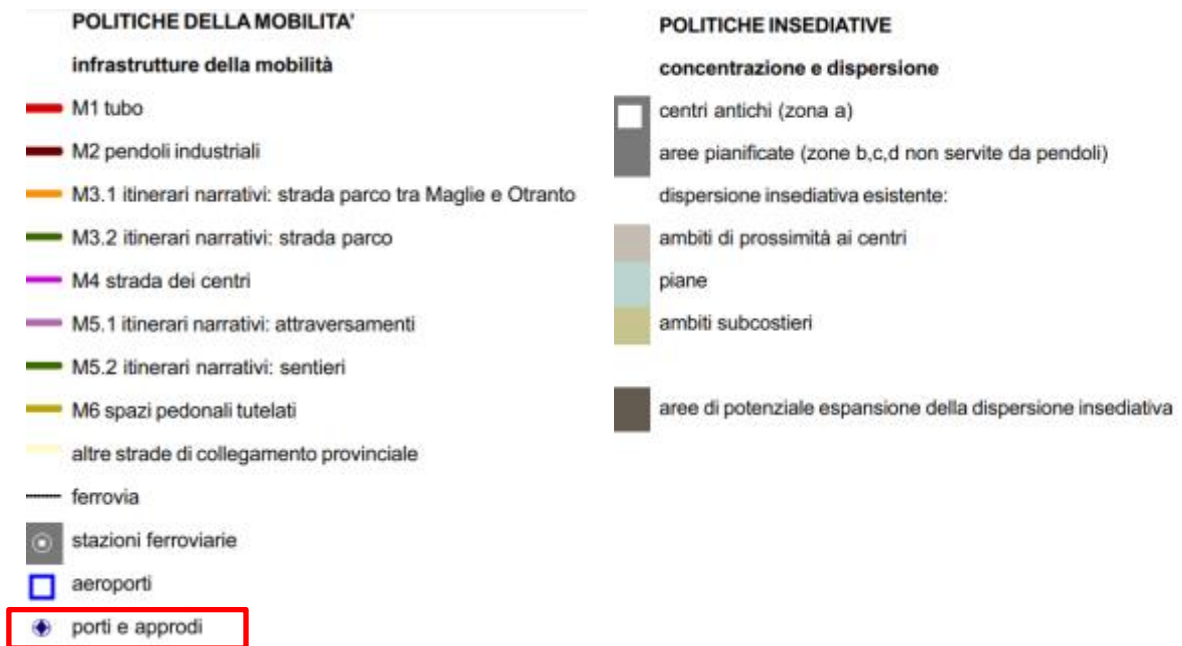 POLITICHE DELLA MOBILITA'
infrastrutture della mobilità
M1 tubo
M2 pendoli industriali
M3.1 itinerari narrativi: strada parco tra Maglie e Otranto
M3.2 itinerari narrativi: strada parco
M4 strada dei centri
M5.1 itinerari narrativi: attraversamenti
M5.2 itinerari narrativi: sentieri
M6 spazi pedonali tutelati
altre strade di collegamento provinciale
ferrovia
stazioni ferroviarie
aeroporti
porti e approdi
POLITICHE INSEDIATIVE
concentrazione e dispersione
centri antichi (zona a)
aree pianificate (zone b,c,d non servite da pendoli)
dispersione insediativa esistente:
ambiti di prossimità ai centri
piane
ambiti subcostieri
aree di potenziale espansione della dispersione insediativa